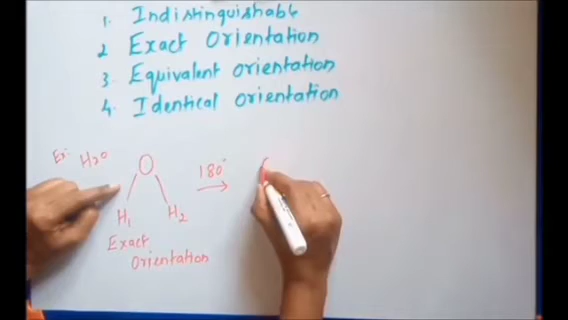 1. Indistinguishable
2 Exact Orientation
3. Equivalent orientation
4. Identical orientation
Ex:- H2O
O 180°
H1 H2
Exact
Orientation